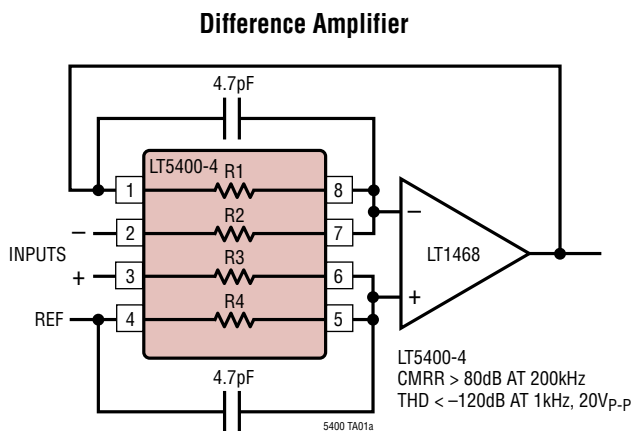 Difference Amplifier
4.7pF
LT5400-4
R1
1
8
R2
2
7
–
INPUTS
R3
3
6
+
R4
REF
4
5
–
LT1468
+
4.7pF
LT5400-4
CMRR > 80dB AT 200kHz
THD < –120dB AT 1kHz, 20VP-P
5400 TA01a